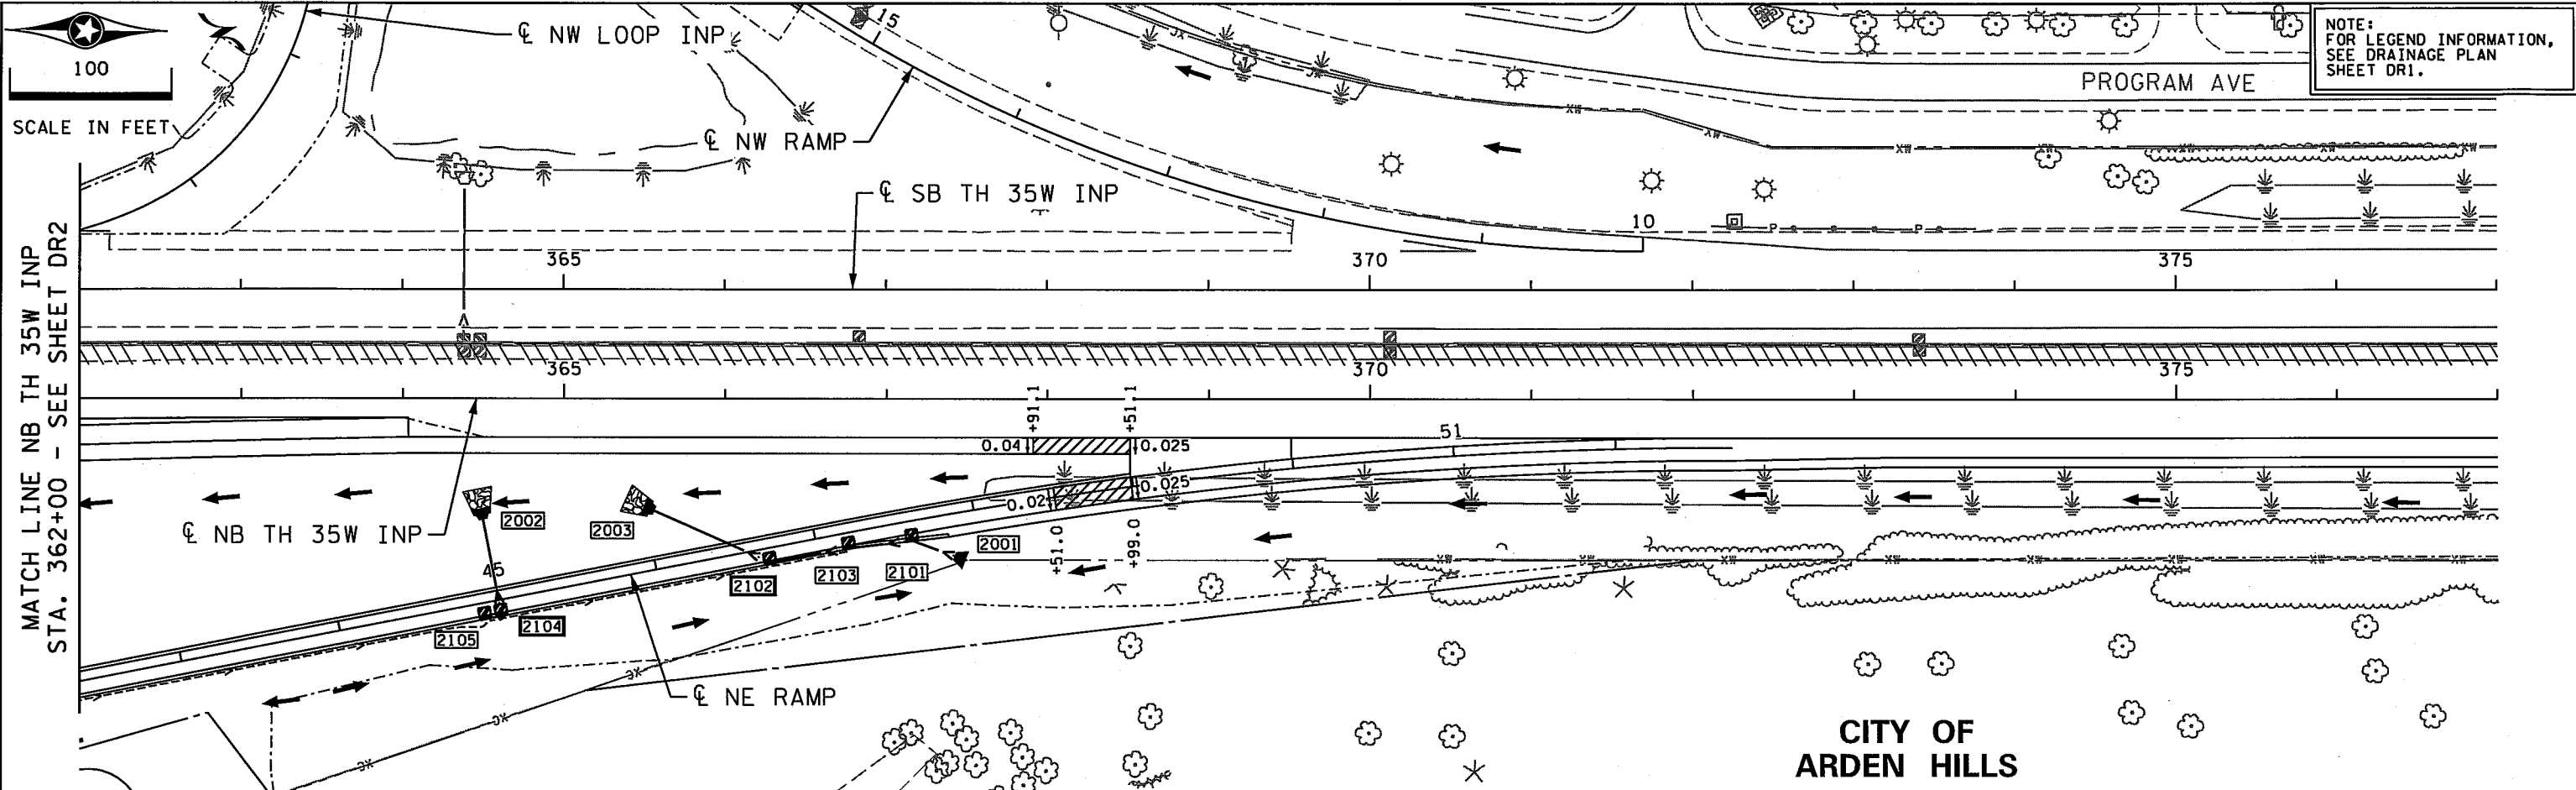 100
SCALE IN FEET
℄ NW LOOP INP
15
NOTE:
FOR LEGEND INFORMATION,
SEE DRAINAGE PLAN
SHEET DR1.
PROGRAM AVE
℄ NW RAMP
℄ SB TH 35W INP
10
365
370
375
MATCH LINE NB TH 35W INP
STA. 362+00 - SEE SHEET DR2
365
370
375
+91.1
+51.1
0.04
0.025
51
0.025
0.02
2002
2003
℄ NB TH 35W INP
+51.0
+99.0
2001
45
2102
2103
2101
2105
2104
℄ NE RAMP
CITY OF
ARDEN HILLS